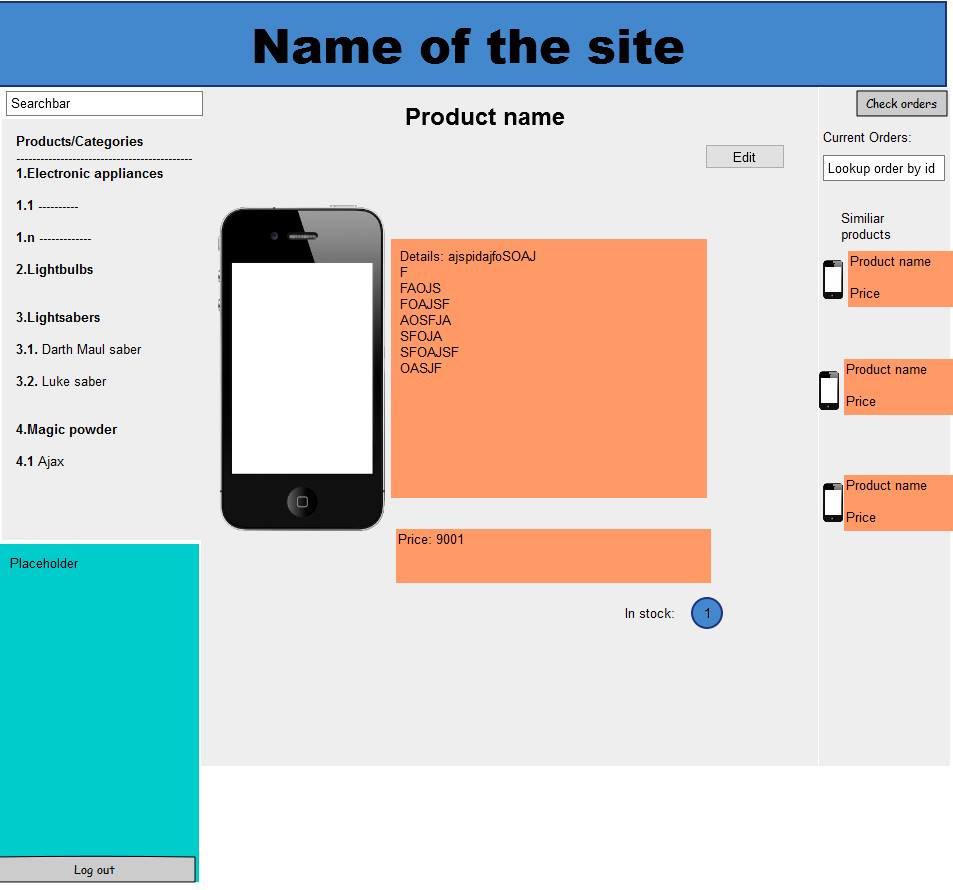 Name of the site
Searchbar
Products/Categories
--------------------------------------------
1.Electronic appliances
1.1 ----------
1.n -------------
2.Lightbulbs
3.Lightsabers
3.1. Darth Maul saber
3.2. Luke saber
4.Magic powder
4.1 Ajax
Placeholder
Log out
Product name
Edit
Details: ajspidajfoSOAJ
F
FAOJS
FOAJSF
AOSFJA
SFOJA
SFOAJSF
OASJF
Price: 9001
In stock:
1
Check orders
Current Orders:
Lookup order by id
Similiar
products
Product name
Price
Product name
Price
Product name
Price